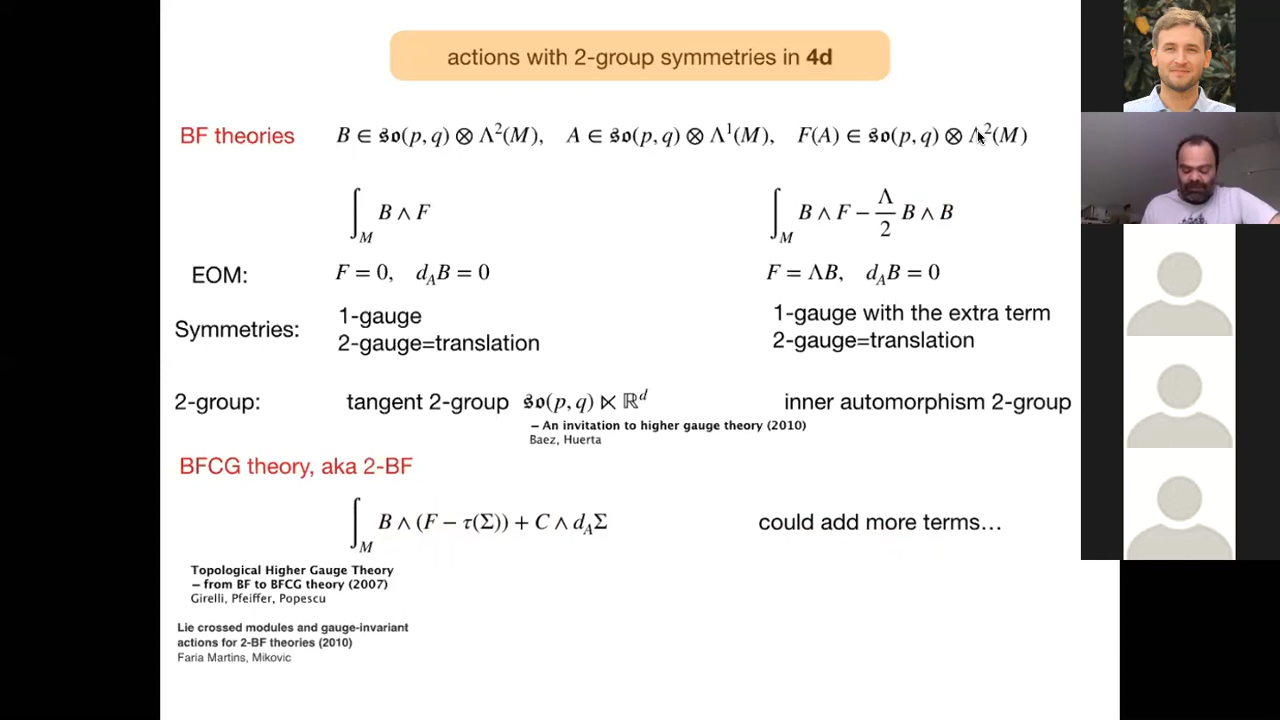 actions with 2-group symmetries in 4d
BF theories B ∈ 𝔰𝔬(p, q) ⊗ Λ²(M), A ∈ 𝔰𝔬(p, q) ⊗ Λ¹(M), F(A) ∈ 𝔰𝔬(p, q) ⊗ Λ²(M)
∫_M B ∧ F ∫_M B ∧ F − Λ/2 B ∧ B
EOM: F = 0, d_A B = 0 F = ΛB, d_A B = 0
Symmetries: 1-gauge 1-gauge with the extra term
2-gauge=translation 2-gauge=translation
2-group: tangent 2-group 𝔰𝔬(p, q) ⋉ ℝ^d inner automorphism 2-group
– An invitation to higher gauge theory (2010)
Baez, Huerta
BFCG theory, aka 2-BF
∫_M B ∧ (F − τ(Σ)) + C ∧ d_A Σ could add more terms…
Topological Higher Gauge Theory
– from BF to BFCG theory (2007)
Girelli, Pfeiffer, Popescu
Lie crossed modules and gauge-invariant
actions for 2-BF theories (2010)
Faria Martins, Mikovic